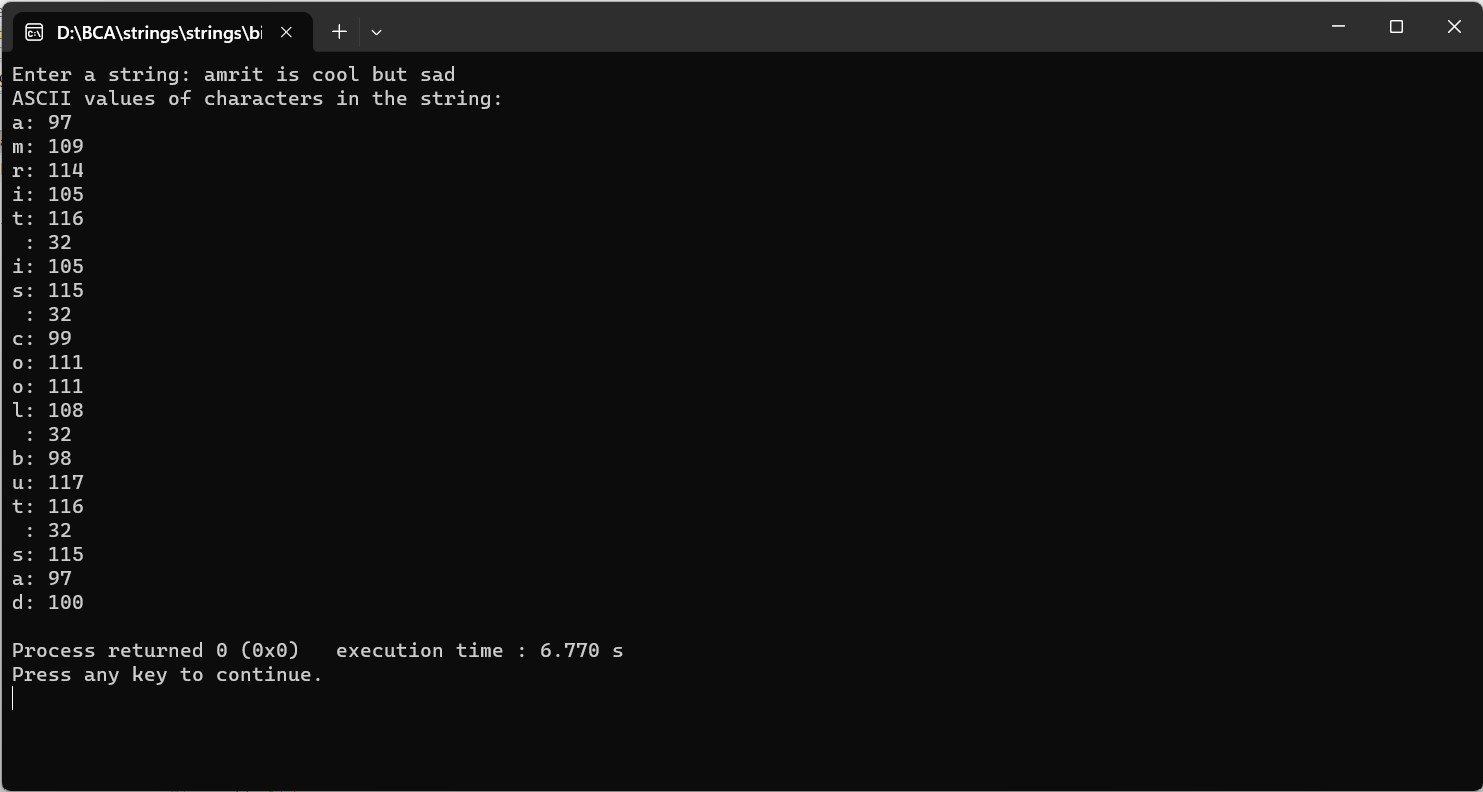 D:\BCA\strings\strings\bi
Enter a string: amrit is cool but sad
ASCII values of characters in the string:
a: 97
m: 109
r: 114
i: 105
t: 116
 : 32
i: 105
s: 115
 : 32
c: 99
o: 111
o: 111
l: 108
 : 32
b: 98
u: 117
t: 116
 : 32
s: 115
a: 97
d: 100
Process returned 0 (0x0)   execution time : 6.770 s
Press any key to continue.